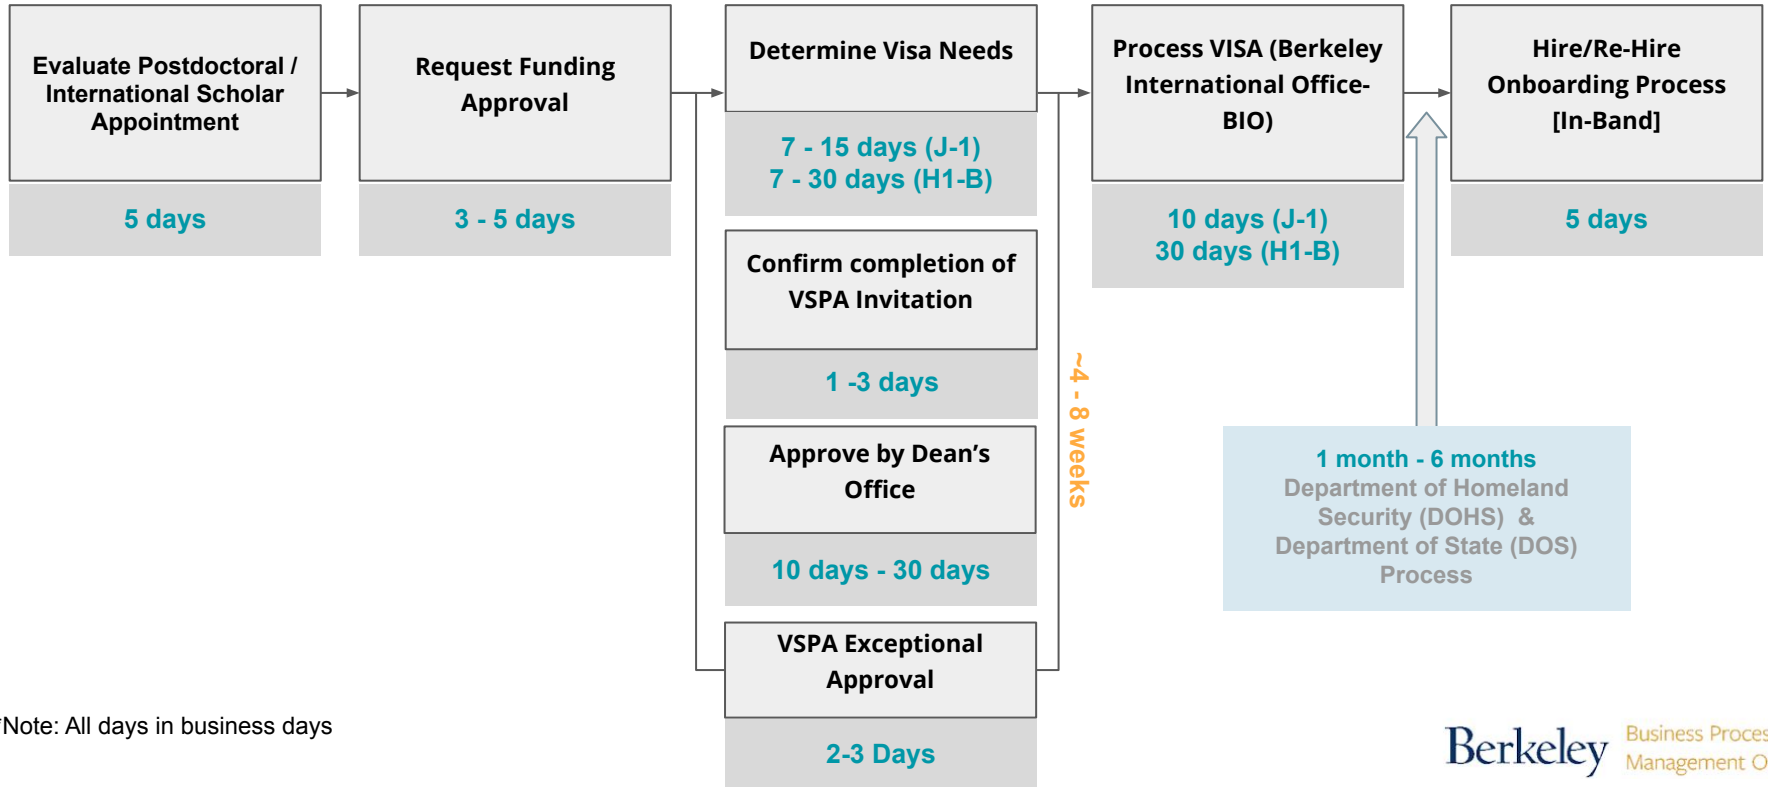 Evaluate Postdoctoral /
International Scholar
Appointment
5 days
Request Funding
Approval
3 - 5 days
Determine Visa Needs
7 - 15 days (J-1)
7 - 30 days (H1-B)
Confirm completion of
VSPA Invitation
1 -3 days
Approve by Dean's
Office
10 days - 30 days
VSPA Exceptional
Approval
2-3 Days
~4 - 8 weeks
Process VISA (Berkeley
International Office-
BIO)
10 days (J-1)
30 days (H1-B)
1 month - 6 months
Department of Homeland
Security (DOHS) &
Department of State (DOS)
Process
Hire/Re-Hire
Onboarding Process
[In-Band]
5 days
*Note: All days in business days
Berkeley
Business Proces
Management O